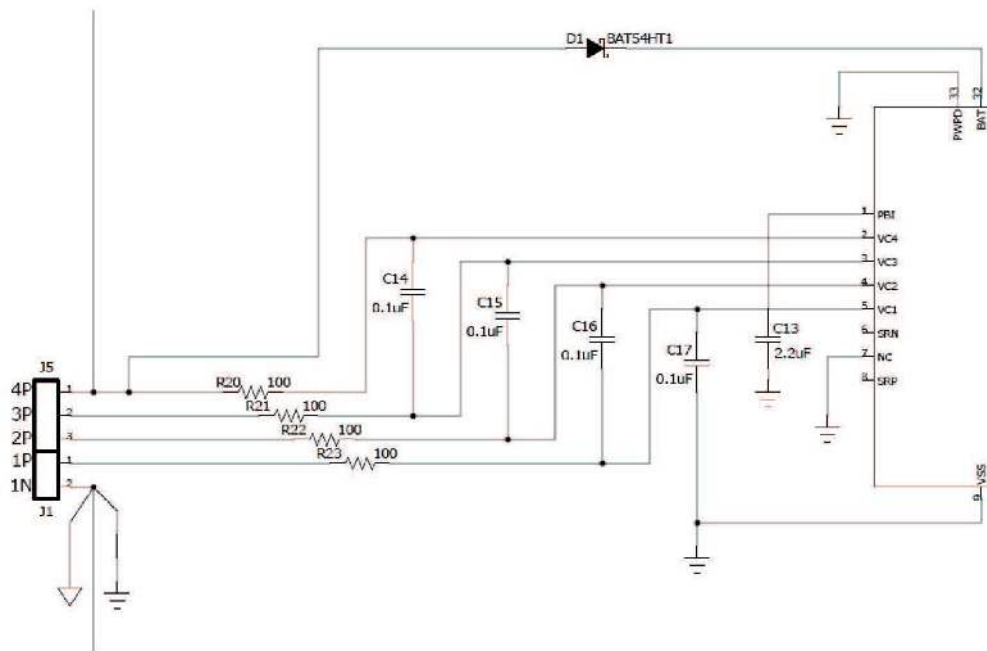 D1 BAT54HT1
33 32
PWPD BAT
1 PBI
2 VC4
3 VC3
4 VC2
5 VC1
6 SRN
7 NC
8 SRP
C14
0.1uF
C15
0.1uF
C16
0.1uF
C17
0.1uF
C13
2.2uF
J5
4P 1
3P 2
2P 3
1P 1
1N 2
J1
R20 100
R21 100
R22 100
R23 100
VSS
9